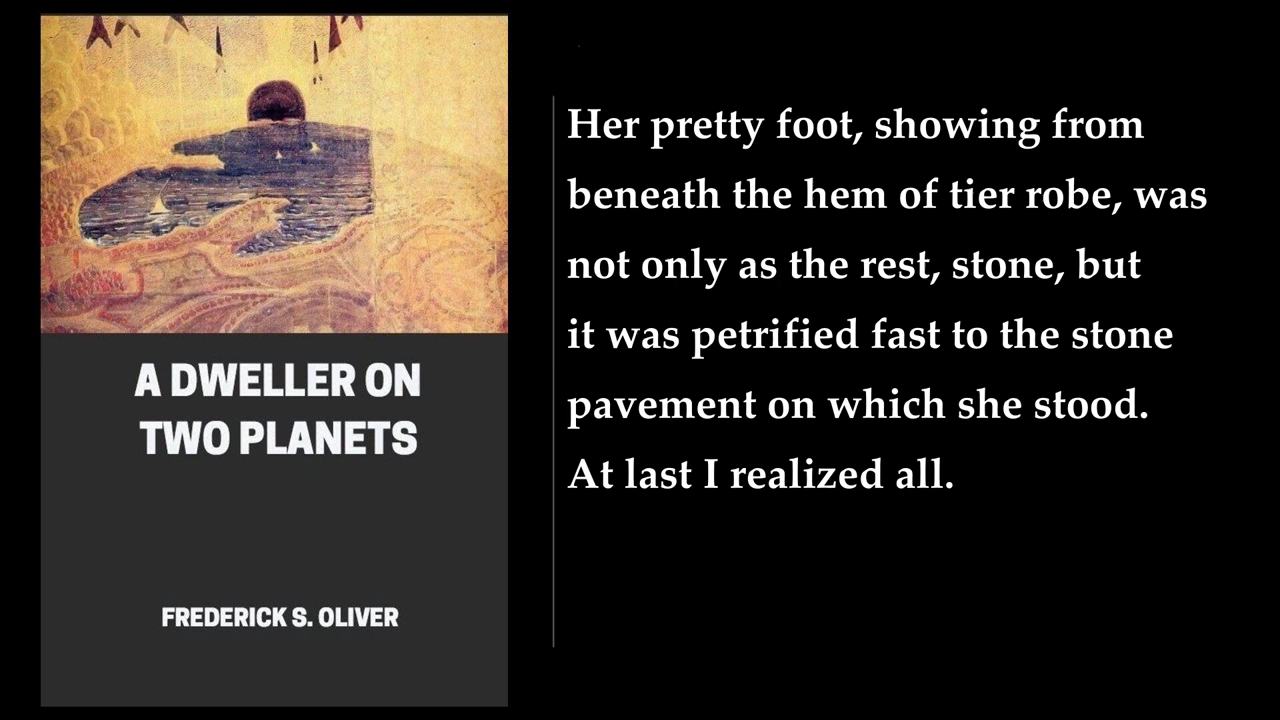 A DWELLER ON
TWO PLANETS
FREDERICK S. OLIVER
Her pretty foot, showing from
beneath the hem of tier robe, was
not only as the rest, stone, but
it was petrified fast to the stone
pavement on which she stood.
At last I realized all.